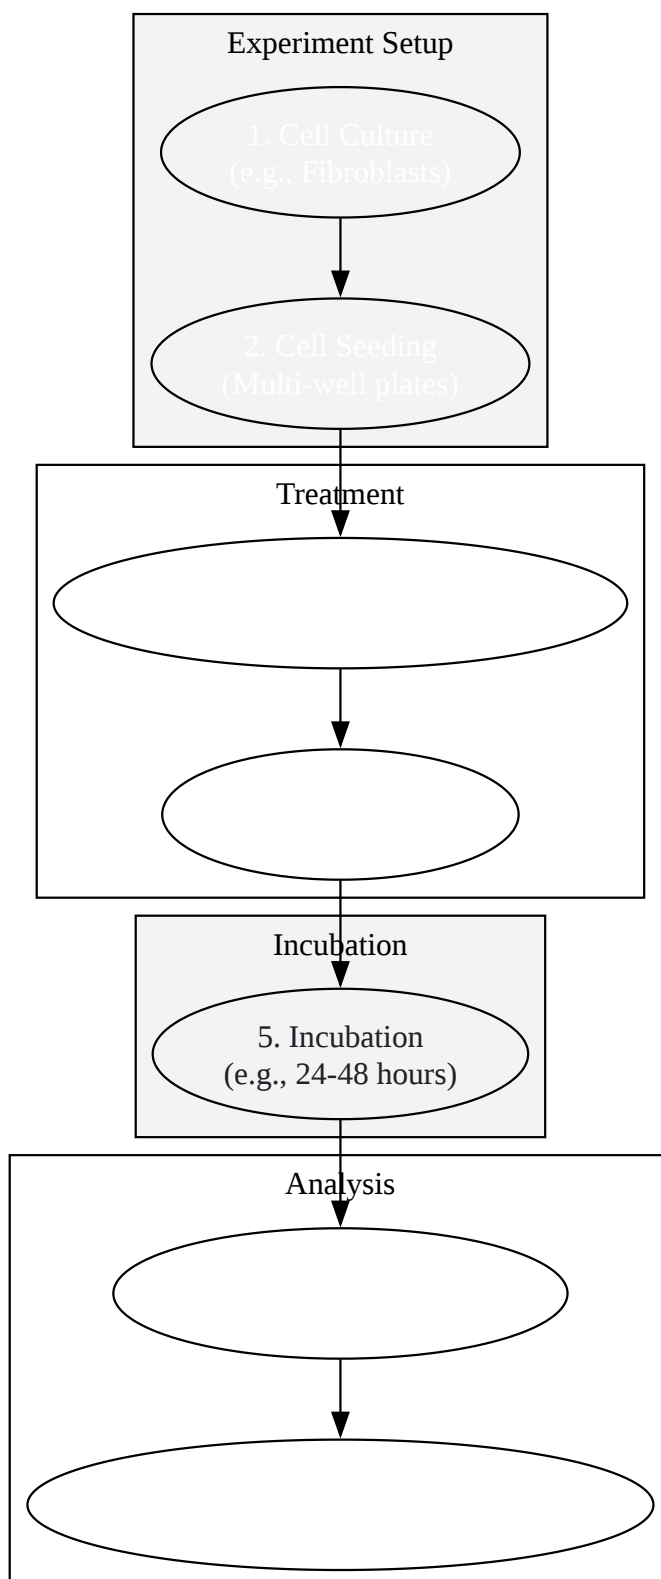 Experiment Setup
1. Cell Culture
(e.g., Fibroblasts)
2. Cell Seeding
(Multi-well plates)
Treatment
Incubation
5. Incubation
(e.g., 24-48 hours)
Analysis